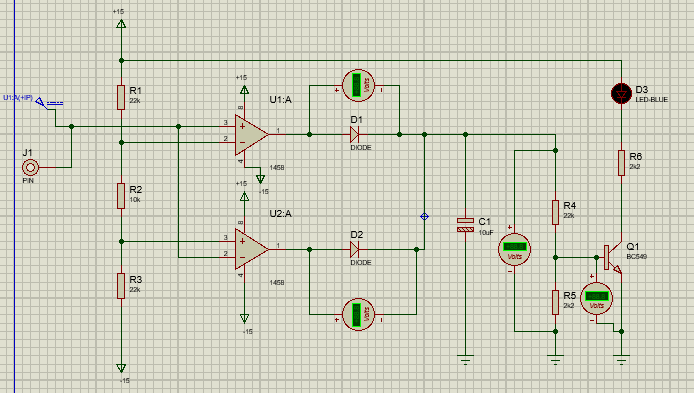 +15
R1
22k
U1:A(+IP)
J1
PIN
R2
10k
R3
22k
-15
+15
U1:A
8
3
+
2
−
1
4
1458
-15
+15
U2:A
8
3
+
2
−
1
4
1458
-15
+
Volts
−
D1
DIODE
D2
DIODE
+
Volts
−
C1
10uF
+
Volts
−
R4
22k
R5
2k2
+
Volts
−
D3
LED-BLUE
R6
2k2
Q1
BC549